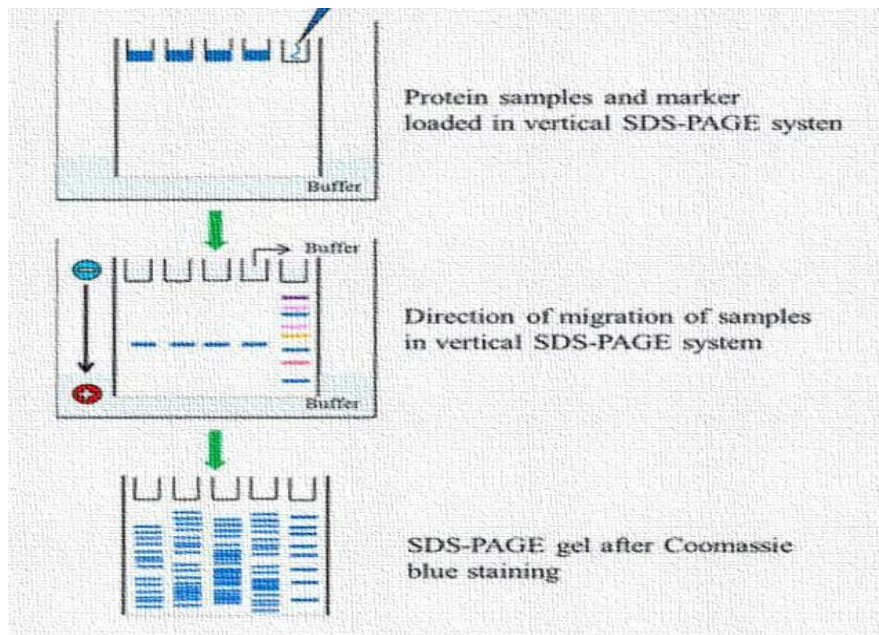 Protein samples and marker
loaded in vertical SDS-PAGE systen
Buffer
Buffer
Direction of migration of samples
in vertical SDS-PAGE system
Buffer
SDS-PAGE gel after Coomassie
blue staining